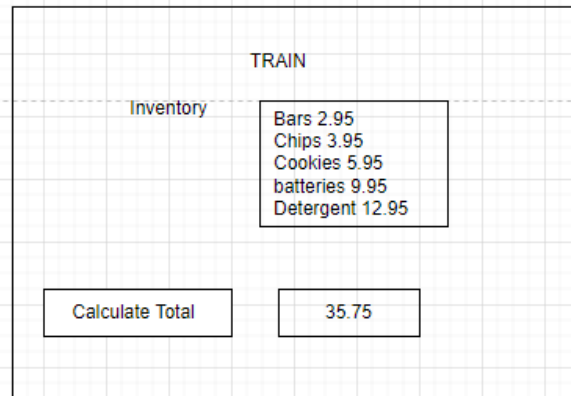 TRAIN
Inventory
Bars 2.95
Chips 3.95
Cookies 5.95
batteries 9.95
Detergent 12.95
Calculate Total
35.75